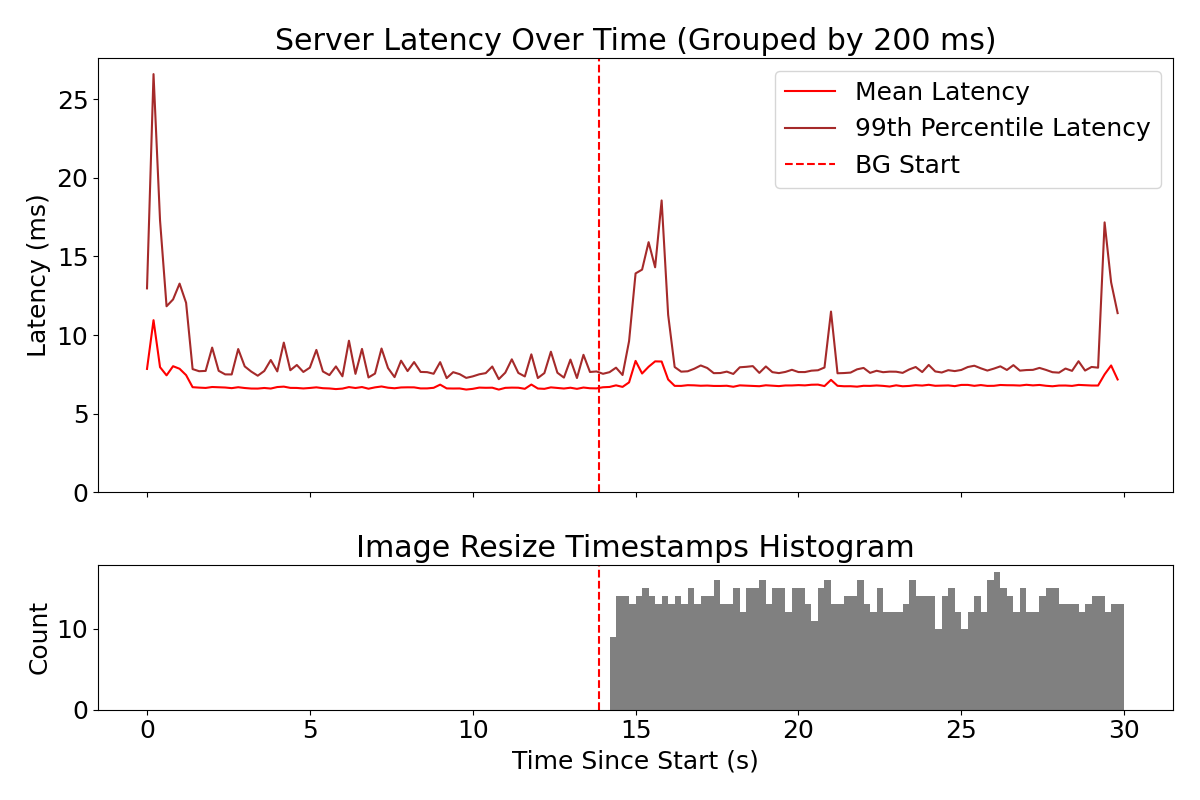 Server Latency Over Time (Grouped by 200 ms)
25
20
15
10
5
0
Latency (ms)
Mean Latency
99th Percentile Latency
BG Start
Image Resize Timestamps Histogram
10
0
Count
0 5 10 15 20 25 30
Time Since Start (s)